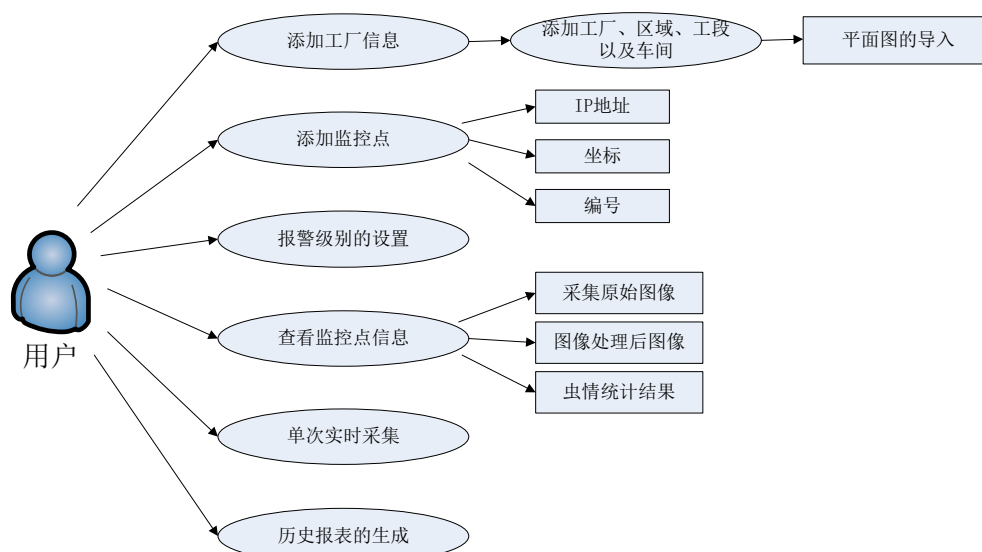 添加工厂信息
添加工厂、区域、工段
以及车间
平面图的导入
添加监控点
IP地址
坐标
编号
报警级别的设置
查看监控点信息
采集原始图像
图像处理后图像
虫情统计结果
用户
单次实时采集
历史报表的生成